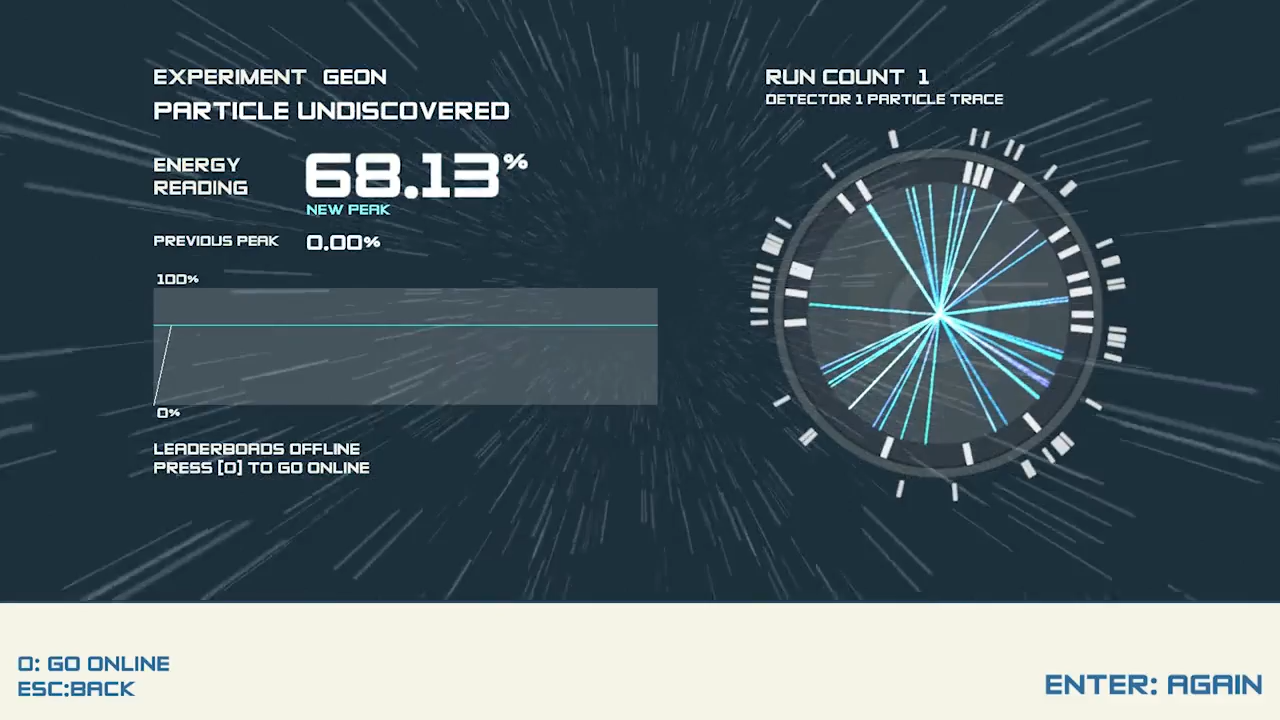 EXPERIMENT GEON
PARTICLE UNDISCOVERED
ENERGY
READING
68.13%
NEW PEAK
PREVIOUS PEAK 0.00%
100%
0%
LEADERBOARDS OFFLINE
PRESS [O] TO GO ONLINE
RUN COUNT 1
DETECTOR 1 PARTICLE TRACE
O: GO ONLINE
ESC:BACK
ENTER: AGAIN